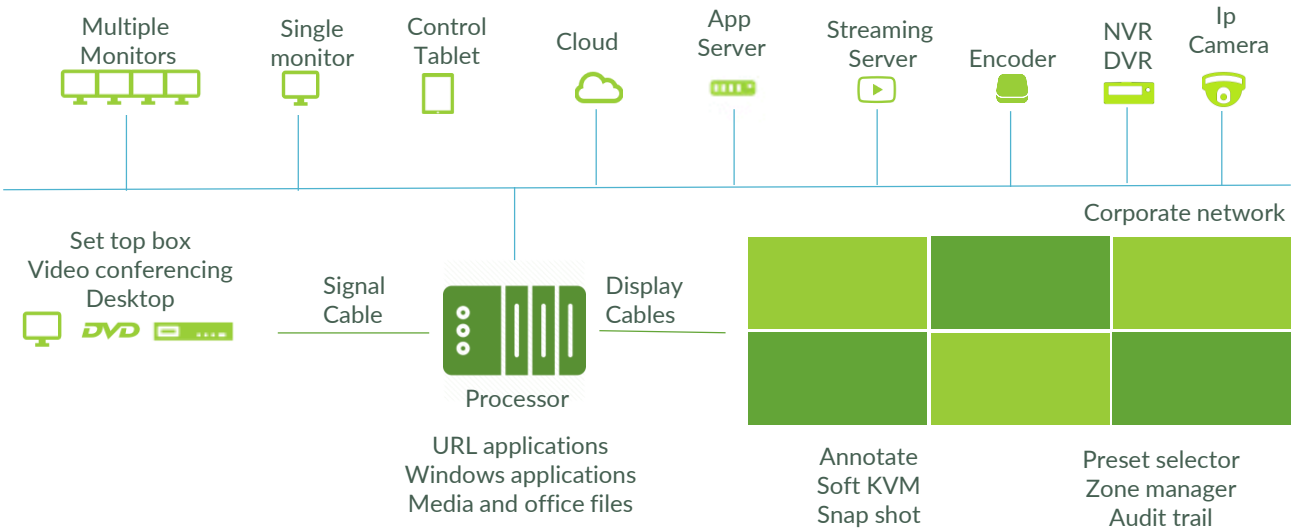 Multiple
Monitors
Single
monitor
Control
Tablet
Cloud
App
Server
Streaming
Server
Encoder
NVR
DVR
Ip
Camera
Corporate network
Set top box
Video conferencing
Desktop
DVD
Signal
Cable
Display
Cables
Processor
URL applications
Windows applications
Media and office files
Annotate
Soft KVM
Snap shot
Preset selector
Zone manager
Audit trail